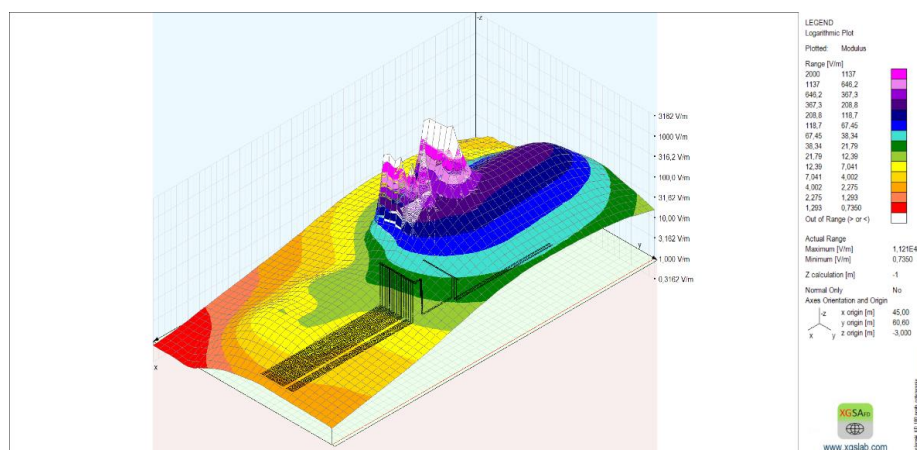 -z
LEGEND
Logarithmic Plot
Plotted: Modulus
Range [V/m]
2000 1137
1137 646,2
646,2 367,3
367,3 208,8
208,8 118,7
118,7 67,45
67,45 38,34
38,34 21,79
21,79 12,39
12,39 7,041
7,041 4,002
4,002 2,275
2,275 1,293
1,293 0,7350
Out of Range (> or <)
Actual Range
Maximum [V/m] 1,121E4
Minimum [V/m] 0,7350
Z calculation [m] -1
Normal Only No
Axes Orientation and Origin
-z
x y
x origin [m] 45,00
y origin [m] 60,60
z origin [m] -3,000
3162 V/m
1000 V/m
316,2 V/m
100,0 V/m
31,62 V/m
10,00 V/m
3,162 V/m
1,000 V/m
0,3162 V/m
y
x
XGSAFD
www.xgslab.com